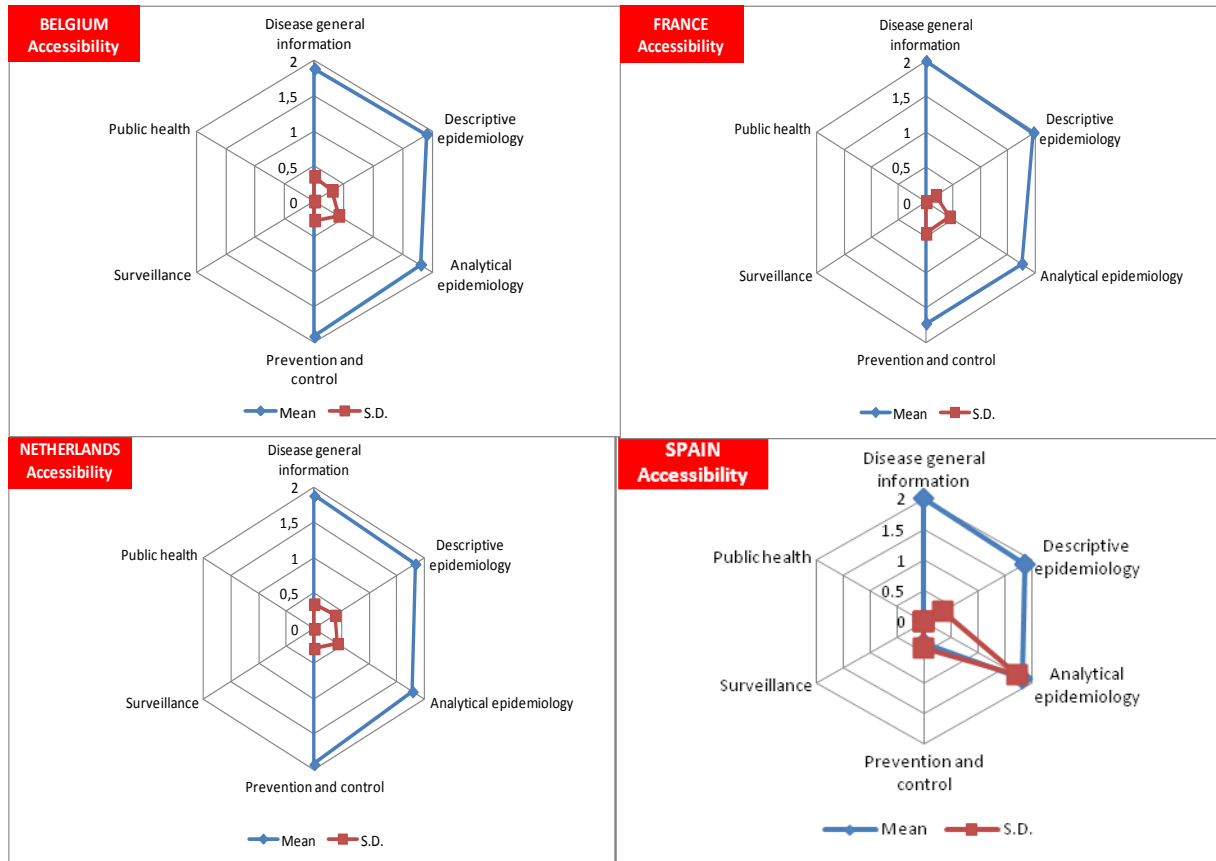 BELGIUM
Accessibility
Disease general
information
2
1,5
1
0,5
0
Descriptive
epidemiology
Analytical
epidemiology
Prevention and
control
Surveillance
Public health
Mean
S.D.
FRANCE
Accessibility
Disease general
information
2
1,5
1
0,5
0
Descriptive
epidemiology
Analytical
epidemiology
Prevention and control
Surveillance
Public health
Mean
S.D.
NETHERLANDS
Accessibility
Disease general
information
2
1,5
1
0,5
0
Descriptive
epidemiology
Analytical epidemiology
Prevention and control
Surveillance
Public health
Mean
S.D.
SPAIN
Accessibility
Disease general
information
2
1.5
1
0.5
0
Descriptive
epidemiology
Analytical
epidemiology
Prevention and
control
Surveillance
Public health
Mean
S.D.